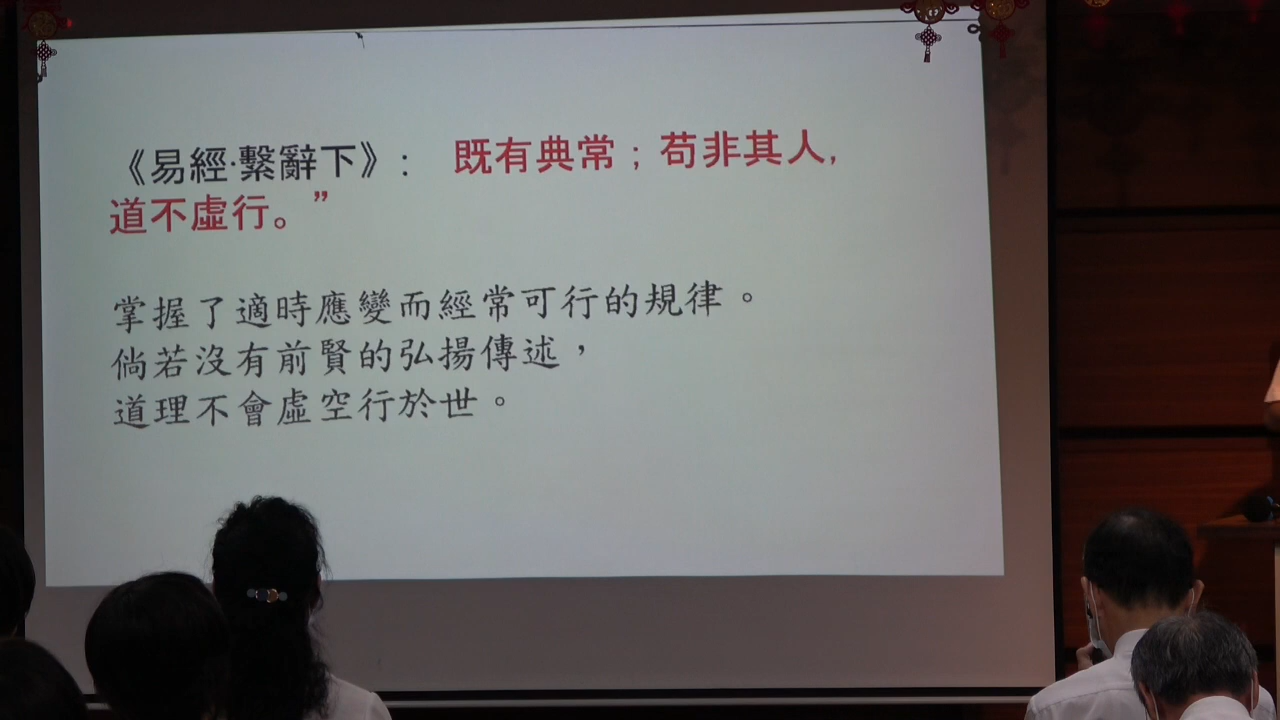 《易經·繫辭下》： 既有典常；苟非其人,
道不虛行。”
掌握了適時應變而經常可行的規律。
倘若沒有前賢的弘揚傳述，
道理不會虛空行於世。